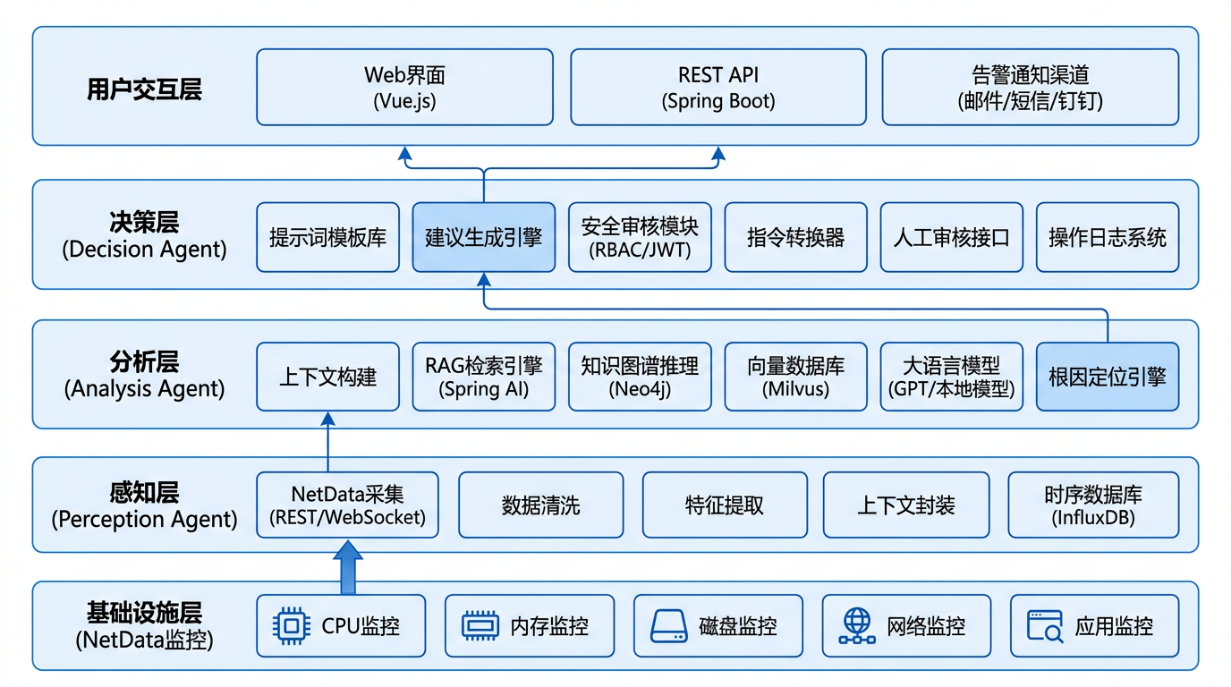 用户交互层
Web界面
(Vue.js)
REST API
(Spring Boot)
告警通知渠道
(邮件/短信/钉钉)
决策层
(Decision Agent)
提示词模板库
建议生成引擎
安全审核模块
(RBAC/JWT)
指令转换器
人工审核接口
操作日志系统
分析层
(Analysis Agent)
上下文构建
RAG检索引擎
(Spring AI)
知识图谱推理
(Neo4j)
向量数据库
(Milvus)
大语言模型
(GPT/本地模型)
根因定位引擎
感知层
(Perception Agent)
NetData采集
(REST/WebSocket)
数据清洗
特征提取
上下文封装
时序数据库
(InfluxDB)
基础设施层
(NetData监控)
CPU监控
内存监控
磁盘监控
网络监控
应用监控